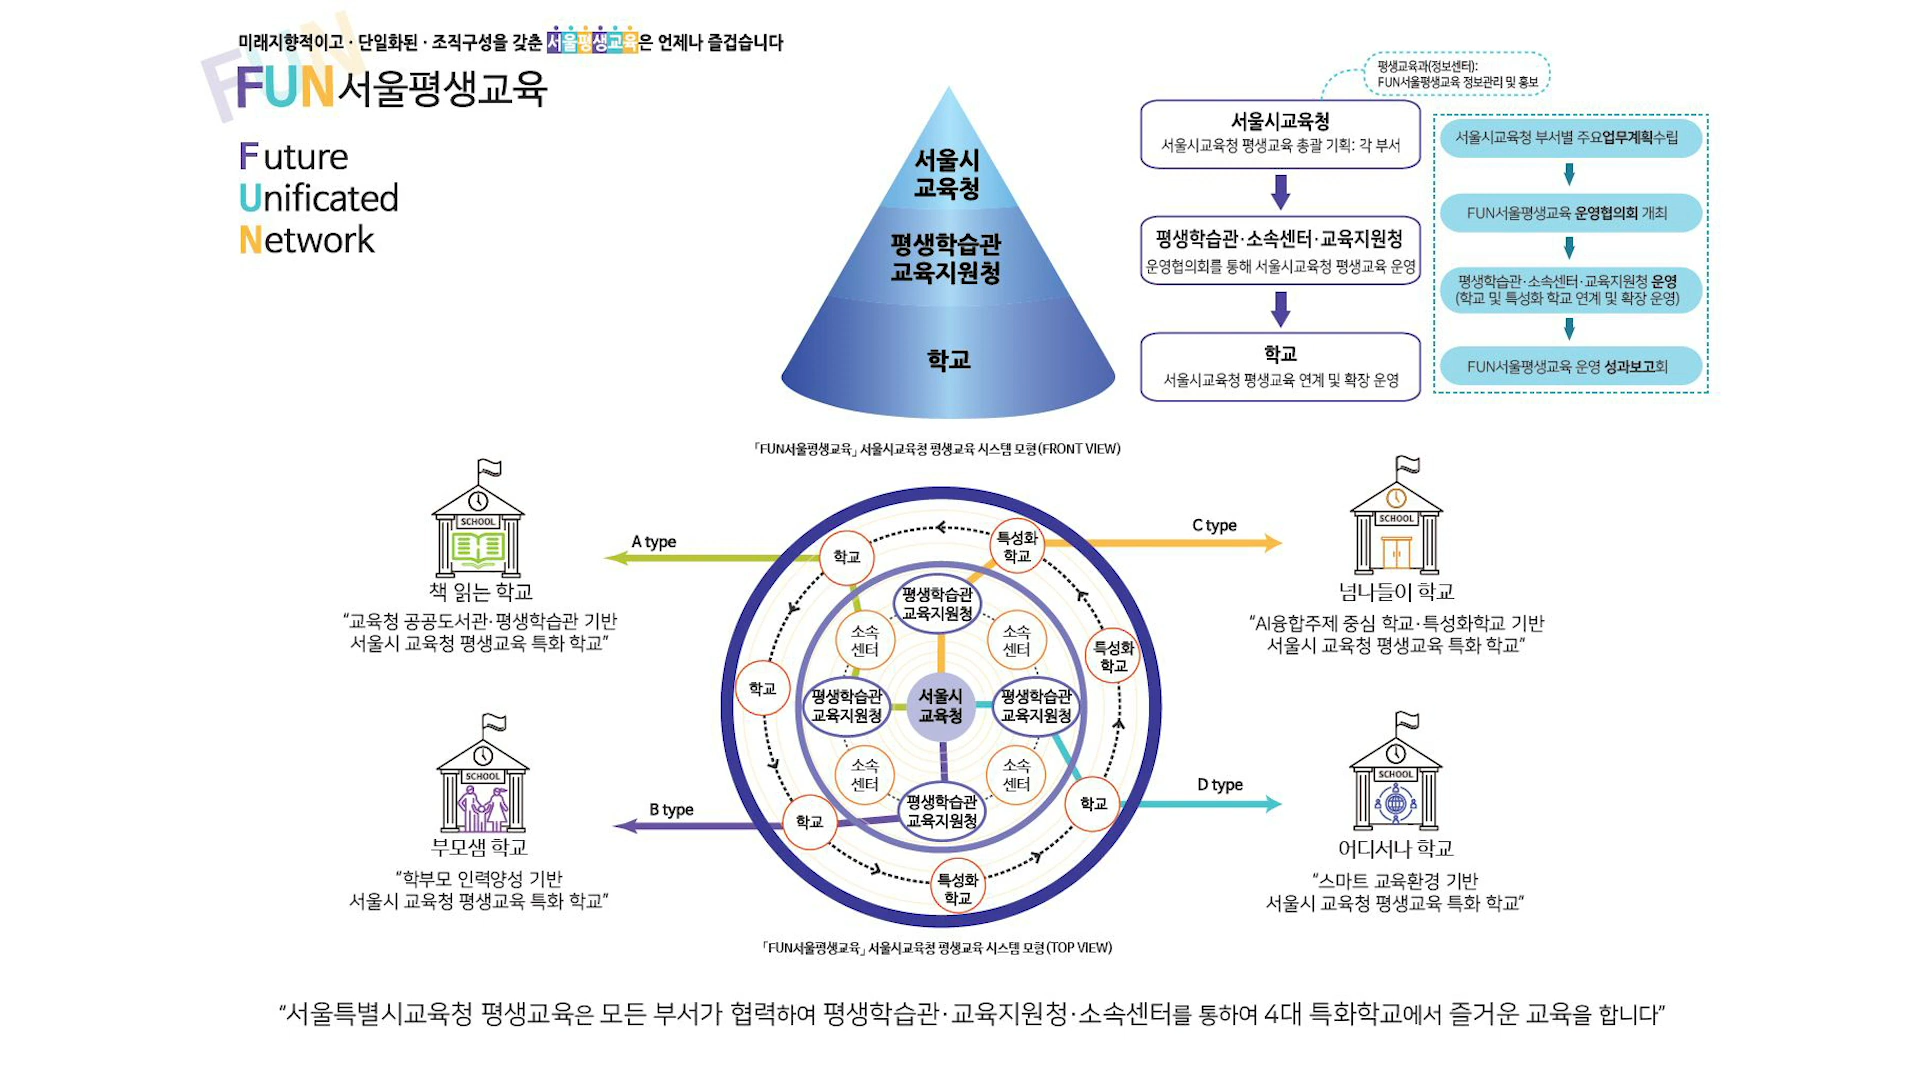 미래지향적이고 · 단일화된 · 조직구성을 갖춘 서울평생교육은 언제나 즐겁습니다
FUN서울평생교육
Future
Unificated
Network
서울시
교육청
평생학습관
교육지원청
학교
「FUN서울평생교육」 서울시교육청 평생교육 시스템 모형(FRONT VIEW)
평생교육과(정보센터):
FUN서울평생교육 정보관리 및 홍보
서울시교육청
서울시교육청 평생교육 총괄 기획: 각 부서
평생학습관·소속센터·교육지원청
운영협의회를 통해 서울시교육청 평생교육 운영
학교
서울시교육청 평생교육 연계 및 확장 운영
서울시교육청 부서별 주요업무계획수립
FUN서울평생교육 운영협의회 개최
평생학습관·소속센터·교육지원청 운영
(학교 및 특성화 학교 연계 및 확장 운영)
FUN서울평생교육 운영 성과보고회
SCHOOL
책 읽는 학교
“교육청 공공도서관·평생학습관 기반
서울시 교육청 평생교육 특화 학교”
A type
SCHOOL
부모샘 학교
“학부모 인력양성 기반
서울시 교육청 평생교육 특화 학교”
B type
학교
특성화
학교
평생학습관
교육지원청
소속
센터
소속
센터
특성화
학교
학교
평생학습관
교육지원청
서울시
교육청
평생학습관
교육지원청
소속
센터
소속
센터
평생학습관
교육지원청
학교
학교
특성화
학교
C type
SCHOOL
넘나들이 학교
“AI융합주제 중심 학교·특성화학교 기반
서울시 교육청 평생교육 특화 학교”
D type
SCHOOL
어디서나 학교
“스마트 교육환경 기반
서울시 교육청 평생교육 특화 학교”
「FUN서울평생교육」 서울시교육청 평생교육 시스템 모형(TOP VIEW)
“서울특별시교육청 평생교육은 모든 부서가 협력하여 평생학습관·교육지원청·소속센터를 통하여 4대 특화학교에서 즐거운 교육을 합니다”